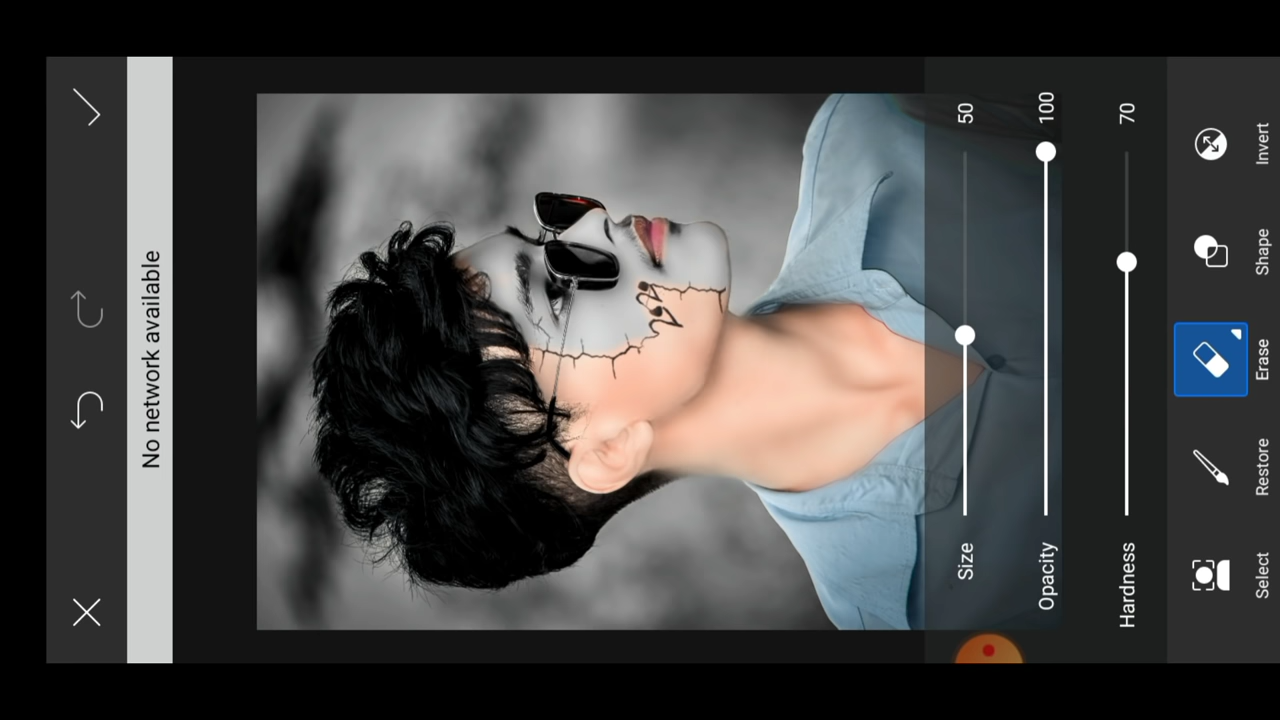 No network available
Size
50
Opacity
100
Hardness
70
Select
Restore
Erase
Shape
Invert